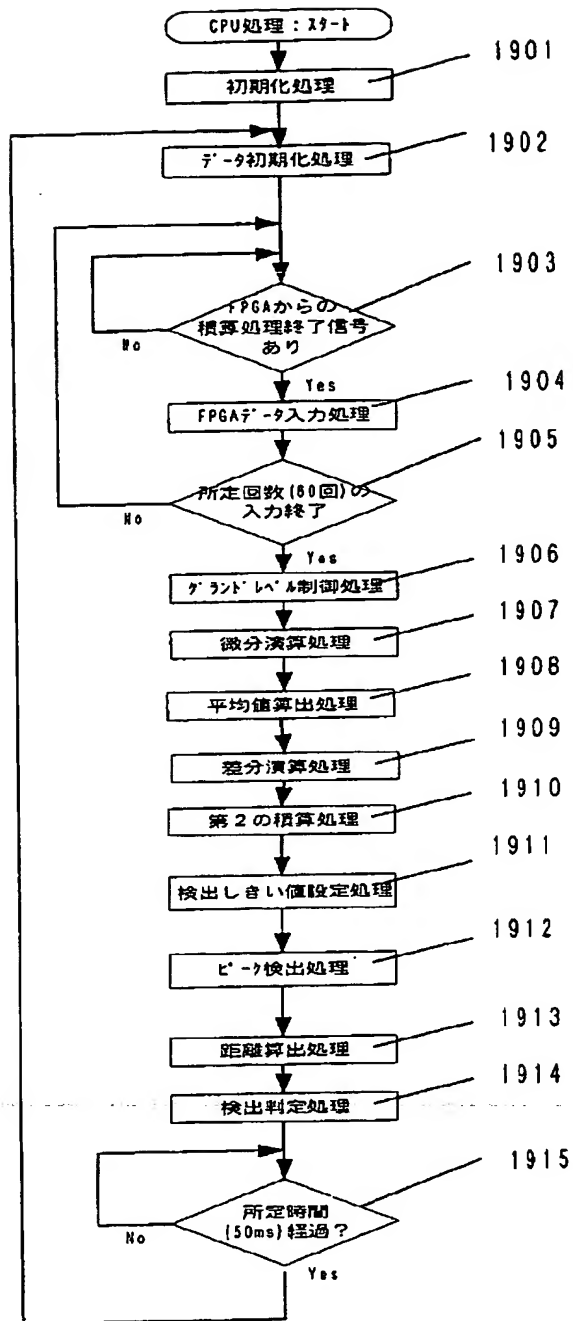 CPU処理：スタート
1901
初期化処理
1902
データ初期化処理
1903
FPGAからの
積算処理終了信号
あり
No
Yes
1904
FPGAデータ入力処理
1905
所定回数(60回)の
入力終了
No
Yes
1906
グランドレベル制御処理
1907
微分演算処理
1908
平均値算出処理
1909
差分演算処理
1910
第2の積算処理
1911
検出しきい値設定処理
1912
ピーク検出処理
1913
距離算出処理
1914
検出判定処理
1915
所定時間
(50ms)経過？
No
Yes